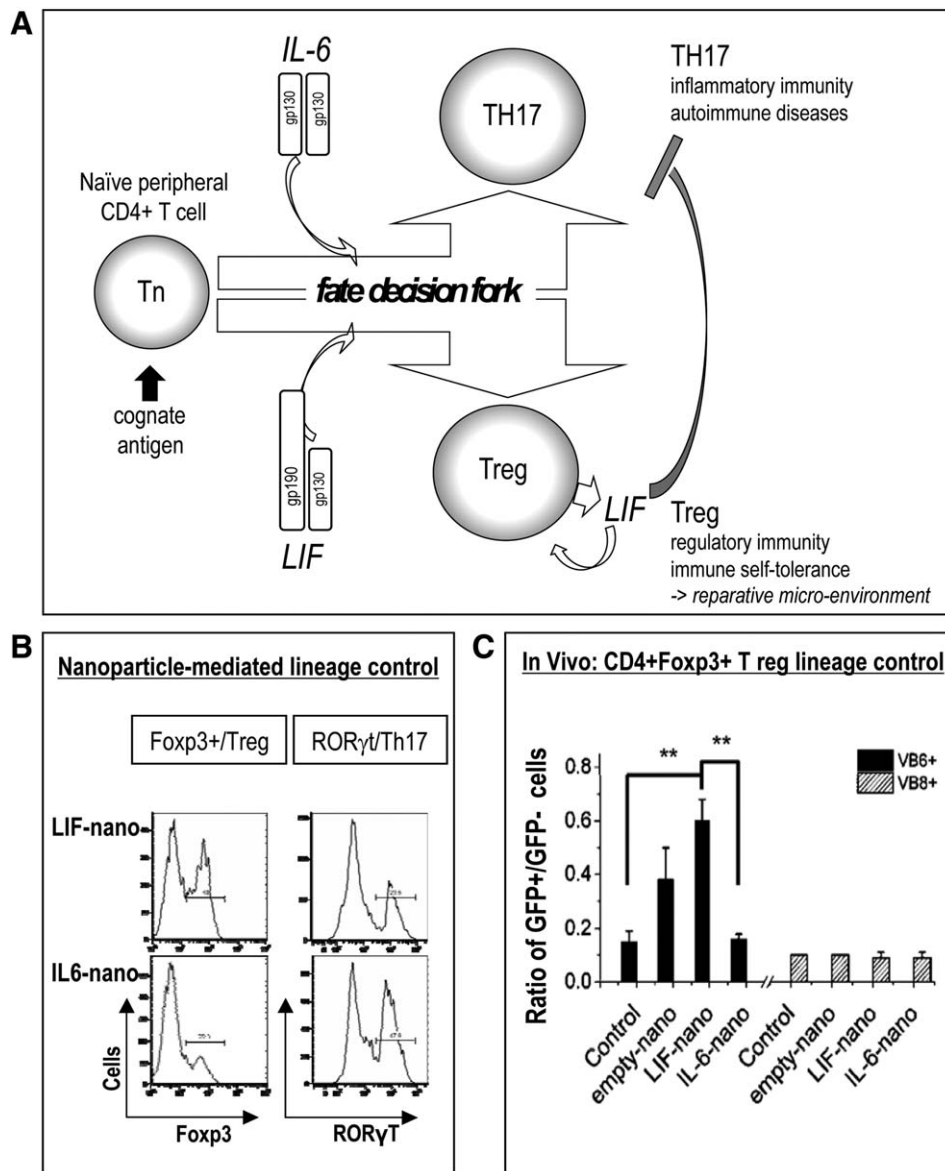 A
IL-6
gp130
gp130
Naïve peripheral
CD4+ T cell
Tn
cognate
antigen
fate decision fork
gp190
gp130
LIF
TH17
Treg
LIF
TH17
inflammatory immunity
autoimmune diseases
Treg
regulatory immunity
immune self-tolerance
-> reparative micro-environment
B
Nanoparticle-mediated lineage control
Foxp3+/Treg
RORγt/Th17
LIF-nano
IL6-nano
Cells
Foxp3
RORγT
C
In Vivo: CD4+Foxp3+ T reg lineage control
Ratio of GFP+/GFP- cells
0.8
0.6
0.4
0.2
0.0
**
**
VB6+
VB8+
Control
empty-nano
LIF-nano
IL-6-nano
Control
empty-nano
LIF-nano
IL-6-nano